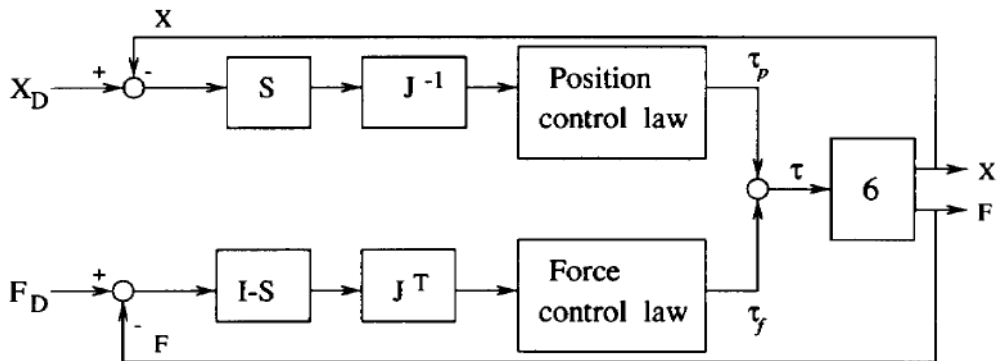 X
X_D
+
-
S
J^-1
Position
control law
τ_p
τ
6
X
F
F_D
+
-
F
I-S
J^T
Force
control law
τ_f